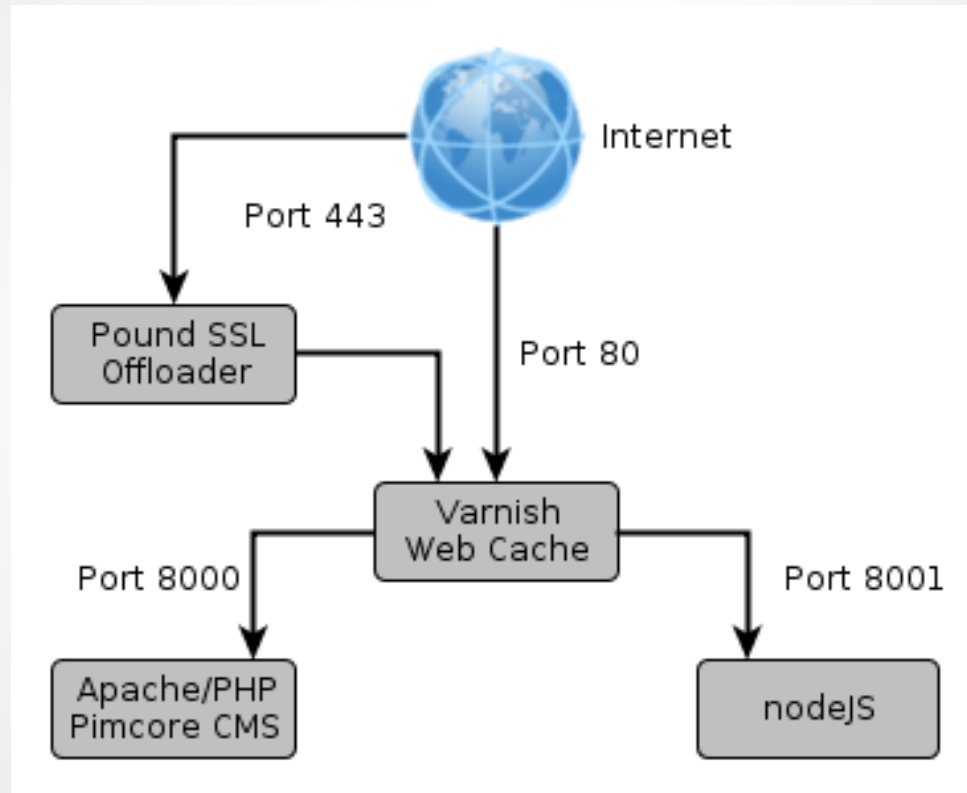 Internet
Port 443
Pound SSL
Offloader
Port 80
Varnish
Web Cache
Port 8000
Port 8001
Apache/PHP
Pimcore CMS
nodeJS